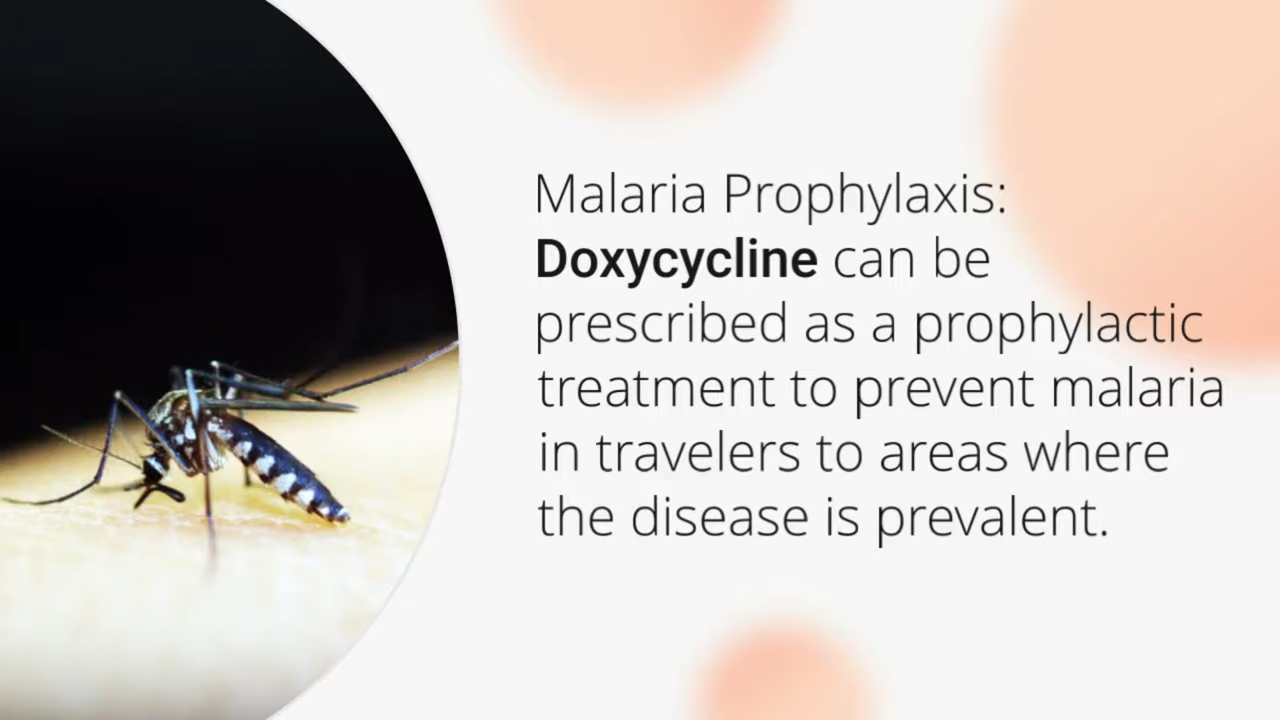 Malaria Prophylaxis:
Doxycycline can be
prescribed as a prophylactic
treatment to prevent malaria
in travelers to areas where
the disease is prevalent.